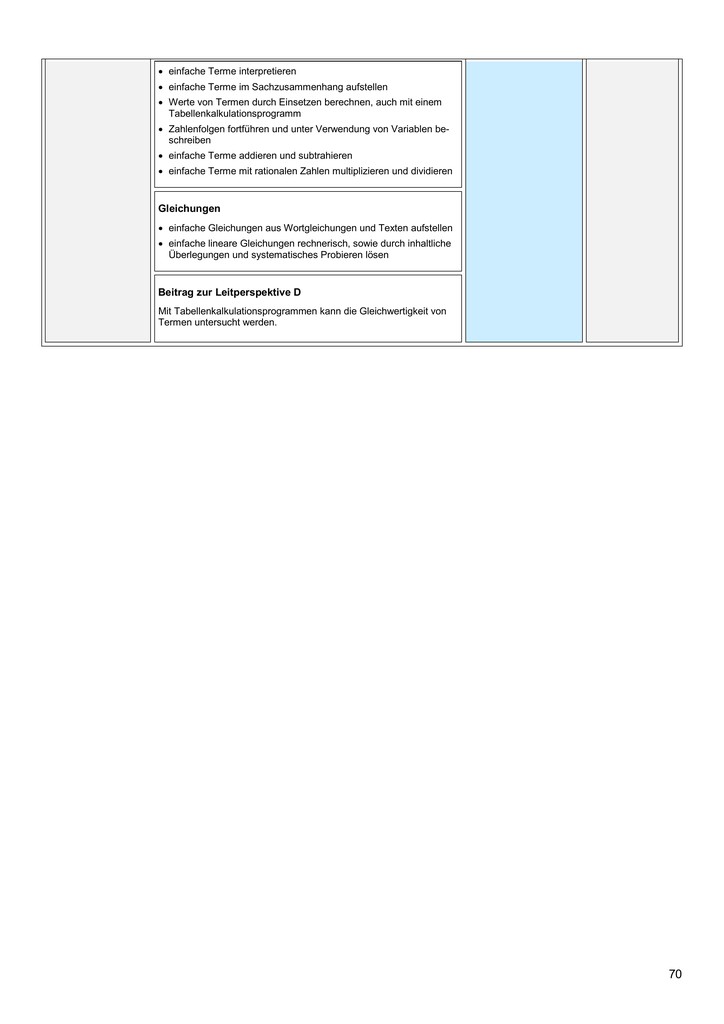 • einfache Terme interpretieren
• einfache Terme im Sachzusammenhang aufstellen
• Werte von Termen durch Einsetzen berechnen, auch mit einem
Tabellenkalkulationsprogramm
• Zahlenfolgen fortführen und unter Verwendung von Variablen be-
schreiben
• einfache Terme addieren und subtrahieren
• einfache Terme mit rationalen Zahlen multiplizieren und dividieren
Gleichungen
• einfache Gleichungen aus Wortgleichungen und Texten aufstellen
• einfache lineare Gleichungen rechnerisch, sowie durch inhaltliche
Überlegungen und systematisches Probieren lösen
Beitrag zur Leitperspektive D
Mit Tabellenkalkulationsprogrammen kann die Gleichwertigkeit von
Termen untersucht werden.
70